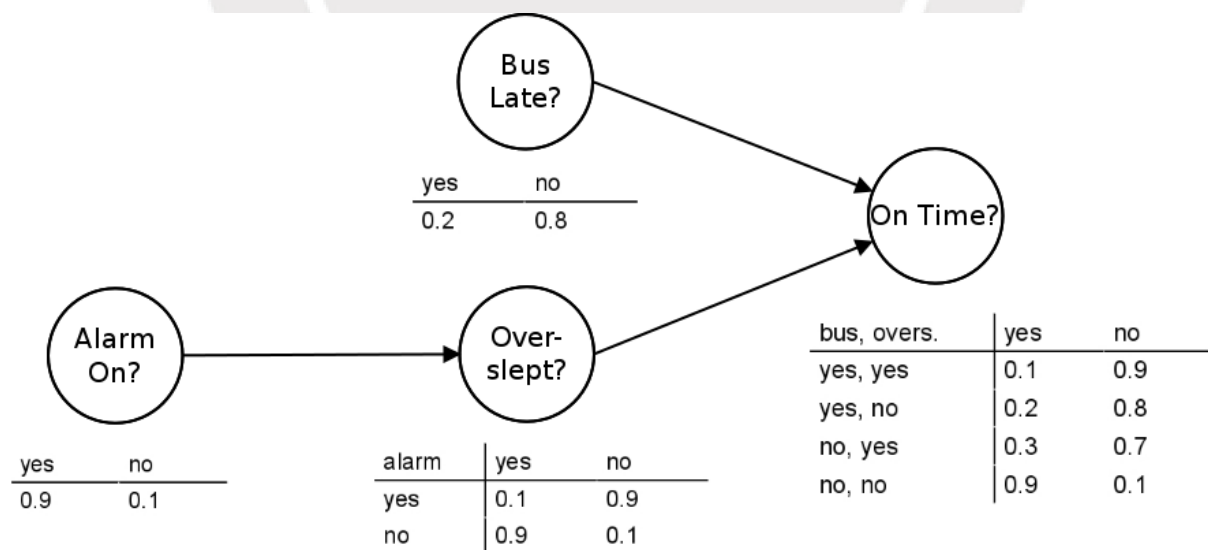 Bus
Late?
yes no
0.2 0.8
On Time?
Alarm
On?
yes no
0.9 0.1
Over-
slept?
alarm yes no
yes 0.1 0.9
no 0.9 0.1
bus, overs. yes no
yes, yes 0.1 0.9
yes, no 0.2 0.8
no, yes 0.3 0.7
no, no 0.9 0.1